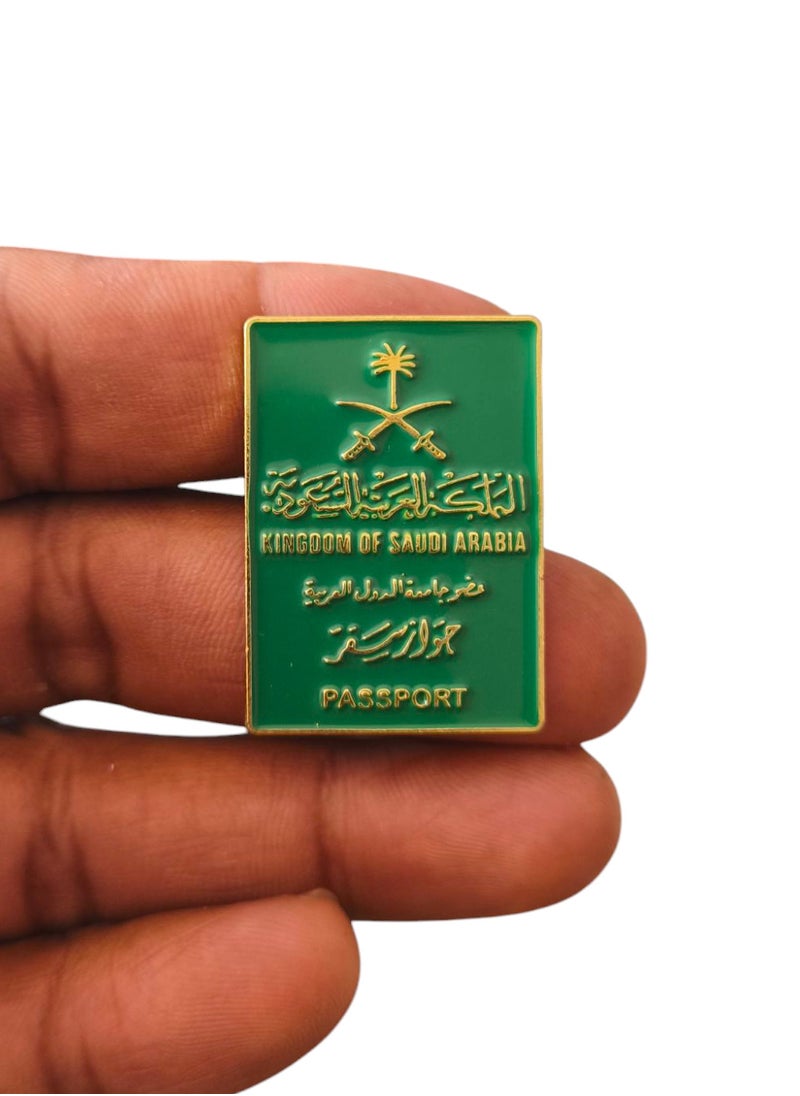 المملكة العربية السعودية
KINGDOM OF SAUDI ARABIA
عضو جامعة الدول العربية
جواز سفر
PASSPORT